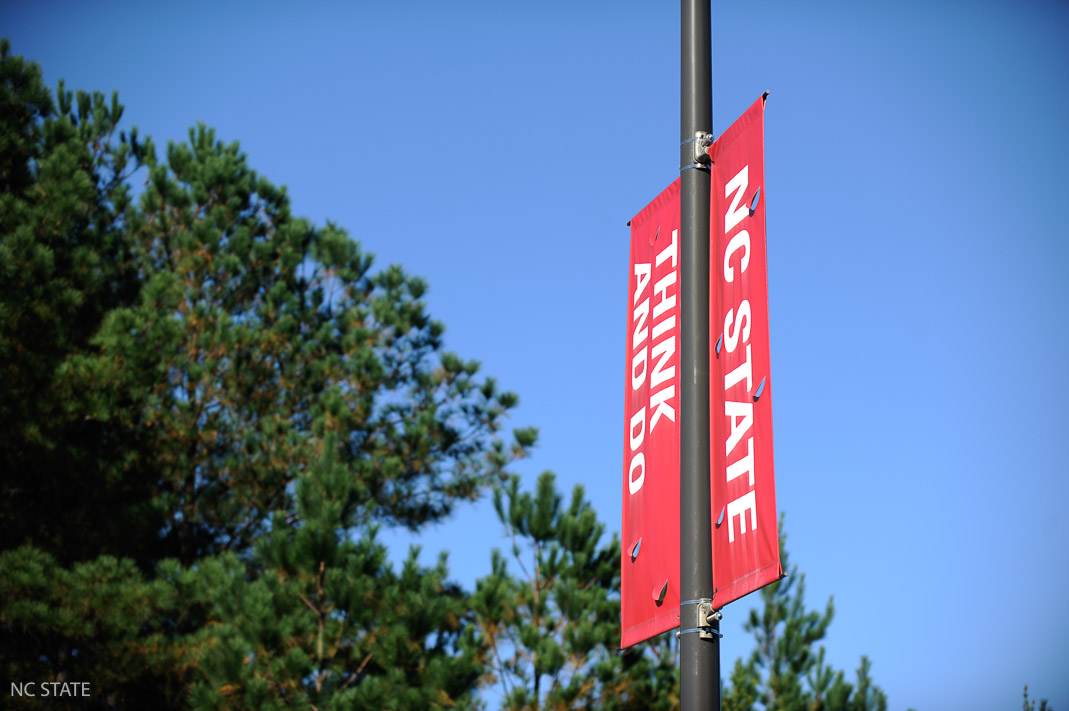 THINK
AND DO
NC STATE
NC STATE